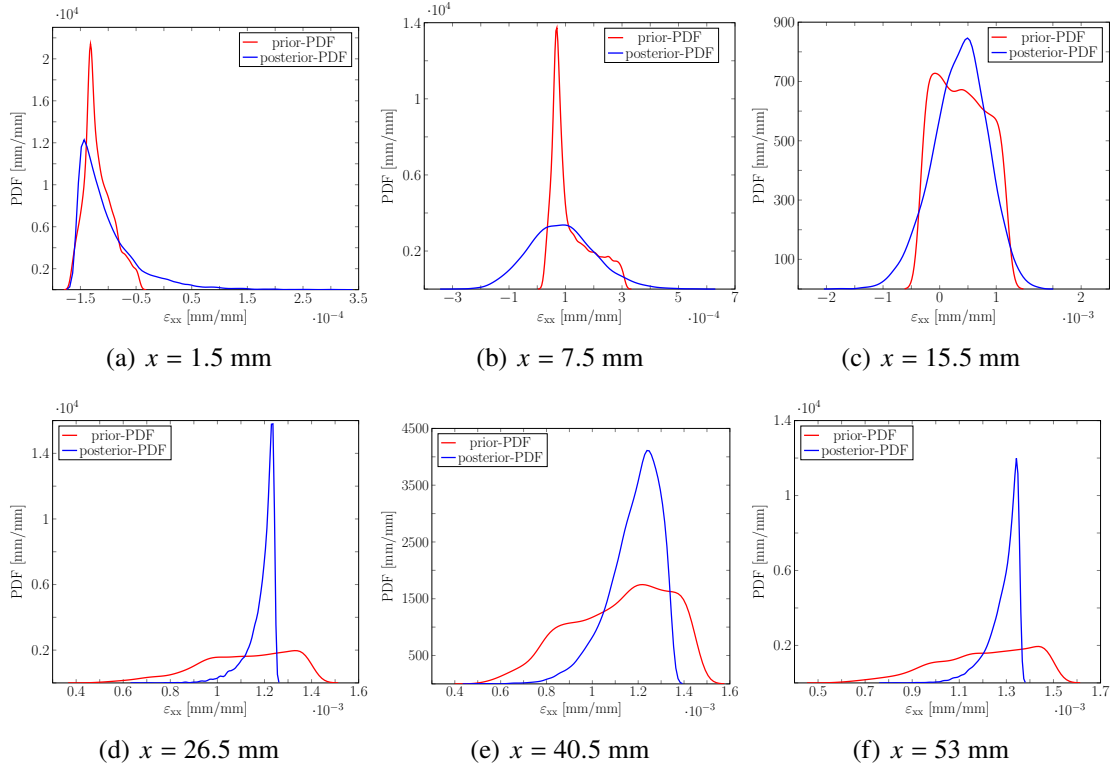 ·10⁴
2.2
1.8
1.4
1
0.6
0.2
PDF [mm/mm]
prior-PDF
posterior-PDF
−1.5 −0.5 0.5 1.5 2.5 3.5
εxx [mm/mm] ·10⁻⁴
(a) x = 1.5 mm
·10⁴
1.4
1
0.6
0.2
PDF [mm/mm]
prior-PDF
posterior-PDF
−3 −1 1 3 5 7
εxx [mm/mm] ·10⁻⁴
(b) x = 7.5 mm
900
700
500
300
100
PDF [mm/mm]
prior-PDF
posterior-PDF
−2 −1 0 1 2
εxx [mm/mm] ·10⁻³
(c) x = 15.5 mm
·10⁴
1.4
1
0.6
0.2
PDF [mm/mm]
prior-PDF
posterior-PDF
0.4 0.6 0.8 1 1.2 1.4 1.6
εxx [mm/mm] ·10⁻³
(d) x = 26.5 mm
4500
3500
2500
1500
500
PDF [mm/mm]
prior-PDF
posterior-PDF
0.4 0.6 0.8 1 1.2 1.4 1.6
εxx [mm/mm] ·10⁻³
(e) x = 40.5 mm
·10⁴
1.4
1
0.6
0.2
PDF [mm/mm]
prior-PDF
posterior-PDF
0.5 0.7 0.9 1.1 1.3 1.5 1.7
εxx [mm/mm] ·10⁻³
(f) x = 53 mm